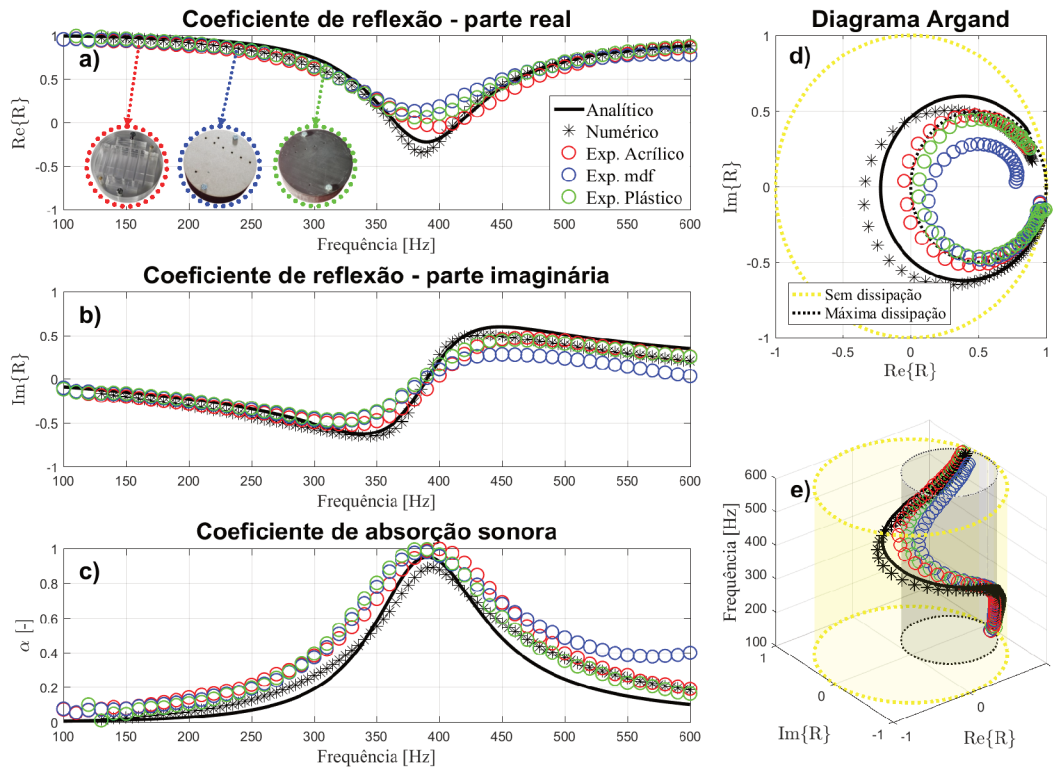 Coeficiente de reflexão - parte real
a)
Re{R}
1
0.5
0
-0.5
-1
100 150 200 250 300 350 400 450 500 550 600
Frequência [Hz]
Analítico
Numérico
Exp. Acrílico
Exp. mdf
Exp. Plástico
Coeficiente de reflexão - parte imaginária
b)
Im{R}
1
0.5
0
-0.5
-1
100 150 200 250 300 350 400 450 500 550 600
Frequência [Hz]
Coeficiente de absorção sonora
c)
α [-]
1
0.8
0.6
0.4
0.2
0
100 150 200 250 300 350 400 450 500 550 600
Frequência [Hz]
Diagrama Argand
d)
Im{R}
1
0.5
0
-0.5
-1
Sem dissipação
Máxima dissipação
-1 -0.5 0 0.5 1
Re{R}
e)
Frequência [Hz]
600
500
400
300
200
100
1
0
-1
Im{R}
-1
0
1
Re{R}